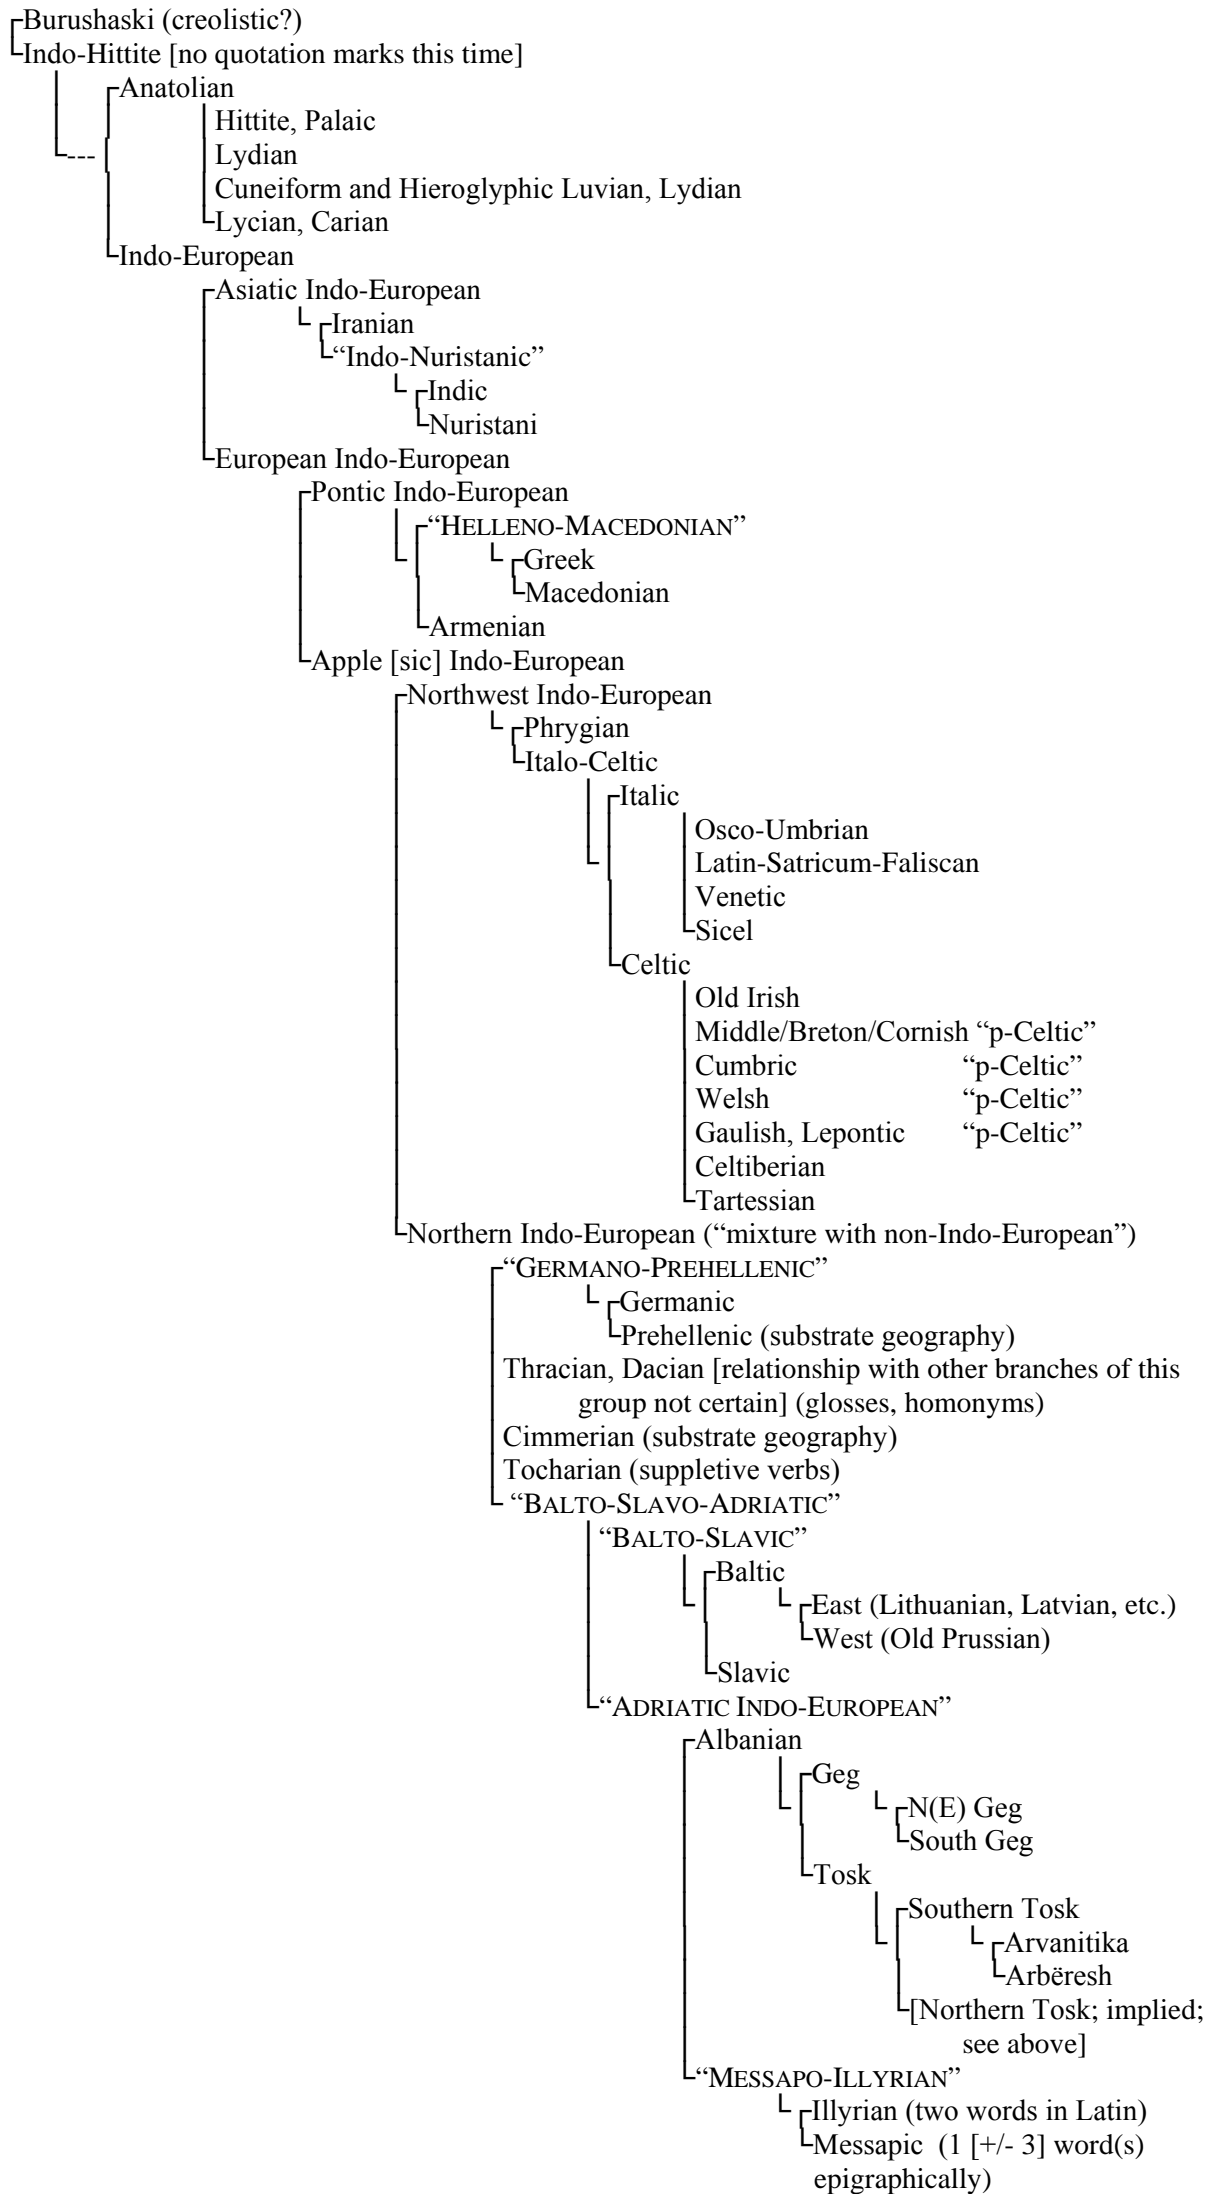 Burushaski (creolistic?)
Indo-Hittite [no quotation marks this time]
Anatolian
Hittite, Palaic
Lydian
Cuneiform and Hieroglyphic Luvian, Lydian
Lycian, Carian
Indo-European
Asiatic Indo-European
Iranian
“Indo-Nuristanic”
Indic
Nuristani
European Indo-European
Pontic Indo-European
“HELLENO-MACEDONIAN”
Greek
Macedonian
Armenian
Apple [sic] Indo-European
Northwest Indo-European
Phrygian
Italo-Celtic
Italic
Osco-Umbrian
Latin-Satricum-Faliscan
Venetic
Sicel
Celtic
Old Irish
Middle/Breton/Cornish “p-Celtic”
Cumbric “p-Celtic”
Welsh “p-Celtic”
Gaulish, Lepontic “p-Celtic”
Celtiberian
Tartessian
Northern Indo-European (“mixture with non-Indo-European”)
“GERMANO-PREHELLENIC”
Germanic
Prehellenic (substrate geography)
Thracian, Dacian [relationship with other branches of this
group not certain] (glosses, homonyms)
Cimmerian (substrate geography)
Tocharian (suppletive verbs)
“BALTO-SLAVO-ADRIATIC”
“BALTO-SLAVIC”
Baltic
East (Lithuanian, Latvian, etc.)
West (Old Prussian)
Slavic
“ADRIATIC INDO-EUROPEAN”
Albanian
Geg
N(E) Geg
South Geg
Tosk
Southern Tosk
Arvanitika
Arbëresh
[Northern Tosk; implied;
see above]
“MESSAPO-ILLYRIAN”
Illyrian (two words in Latin)
Messapic (1 [+/- 3] word(s)
epigraphically)